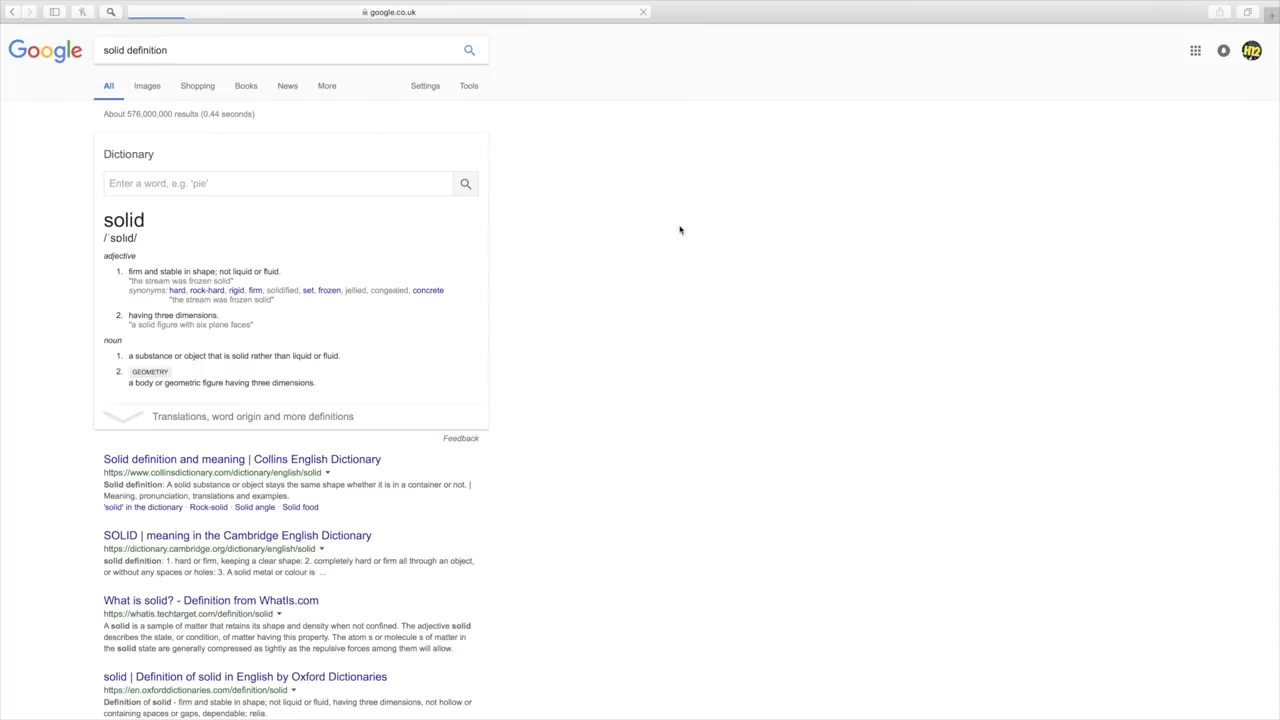 google.co.uk
Google
solid definition
All Images Shopping Books News More Settings Tools
H12
About 576,000,000 results (0.44 seconds)
Dictionary
Enter a word, e.g. 'pie'
solid
/ˈsɒlɪd/
adjective
1. firm and stable in shape; not liquid or fluid.
"the stream was frozen solid"
synonyms: hard, rock-hard, rigid, firm, solidified, set, frozen, jellied, congealed, concrete
"the stream was frozen solid"
2. having three dimensions.
"a solid figure with six plane faces"
noun
1. a substance or object that is solid rather than liquid or fluid.
2. GEOMETRY
a body or geometric figure having three dimensions.
Translations, word origin and more definitions
Feedback
Solid definition and meaning | Collins English Dictionary
https://www.collinsdictionary.com/dictionary/english/solid
Solid definition: A solid substance or object stays the same shape whether it is in a container or not. |
Meaning, pronunciation, translations and examples.
'solid' in the dictionary · Rock-solid · Solid angle · Solid food
SOLID | meaning in the Cambridge English Dictionary
https://dictionary.cambridge.org/dictionary/english/solid
solid definition: 1. hard or firm, keeping a clear shape: 2. completely hard or firm all through an object,
or without any spaces or holes: 3. A solid metal or colour is ...
What is solid? - Definition from WhatIs.com
https://whatis.techtarget.com/definition/solid
A solid is a sample of matter that retains its shape and density when not confined. The adjective solid
describes the state, or condition, of matter having this property. The atom s or molecule s of matter in
the solid state are generally compressed as tightly as the repulsive forces among them will allow.
solid | Definition of solid in English by Oxford Dictionaries
https://en.oxforddictionaries.com/definition/solid
Definition of solid - firm and stable in shape; not liquid or fluid, having three dimensions, not hollow or
containing spaces or gaps, dependable; relia.